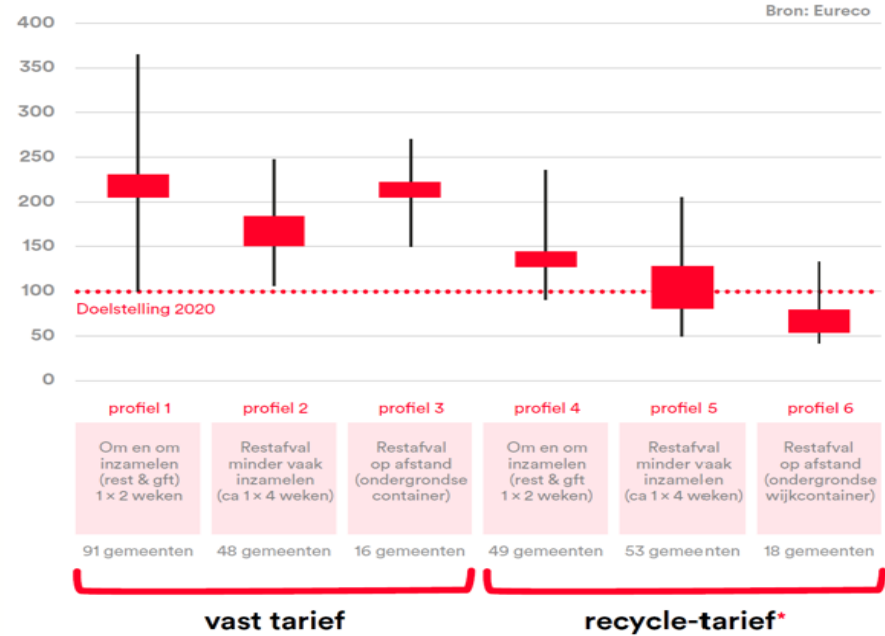 Bron: Eureco
400
350
300
250
200
150
100
50
0
Doelstelling 2020
profiel 1
profiel 2
profiel 3
profiel 4
profiel 5
profiel 6
Om en om
inzamelen
(rest & gft)
1 × 2 weken
Restafval
minder vaak
inzamelen
(ca 1 × 4 weken)
Restafval
op afstand
(ondergrondse
container)
Om en om
inzamelen
(rest & gft
1 × 2 weken)
Restafval
minder vaak
inzamelen
(ca 1 × 4 weken)
Restafval
op afstand
(ondergrondse
wijkcontainer)
91 gemeenten
48 gemeenten
16 gemeenten
49 gemeenten
53 gemeenten
18 gemeenten
vast tarief
recycle-tarief*